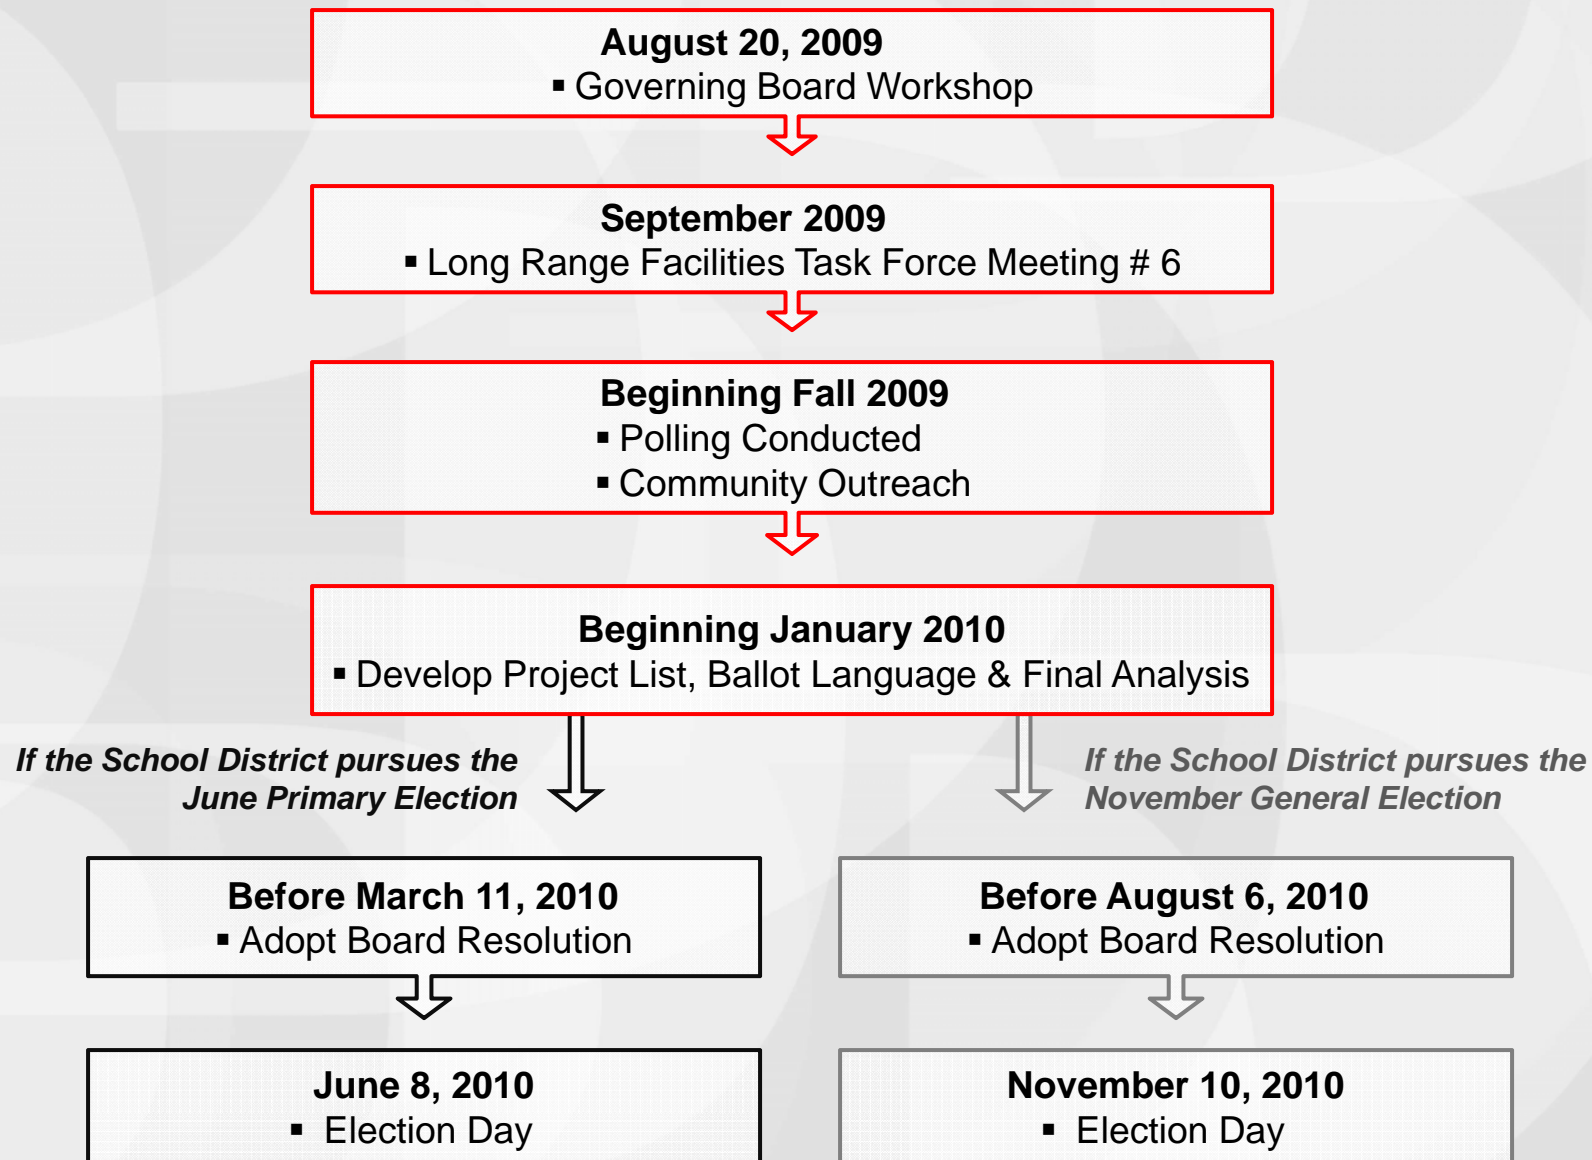 August 20, 2009
▪ Governing Board Workshop
September 2009
▪ Long Range Facilities Task Force Meeting # 6
Beginning Fall 2009
▪ Polling Conducted
▪ Community Outreach
Beginning January 2010
▪ Develop Project List, Ballot Language & Final Analysis
If the School District pursues the
June Primary Election
Before March 11, 2010
▪ Adopt Board Resolution
June 8, 2010
▪ Election Day
If the School District pursues the
November General Election
Before August 6, 2010
▪ Adopt Board Resolution
November 10, 2010
▪ Election Day